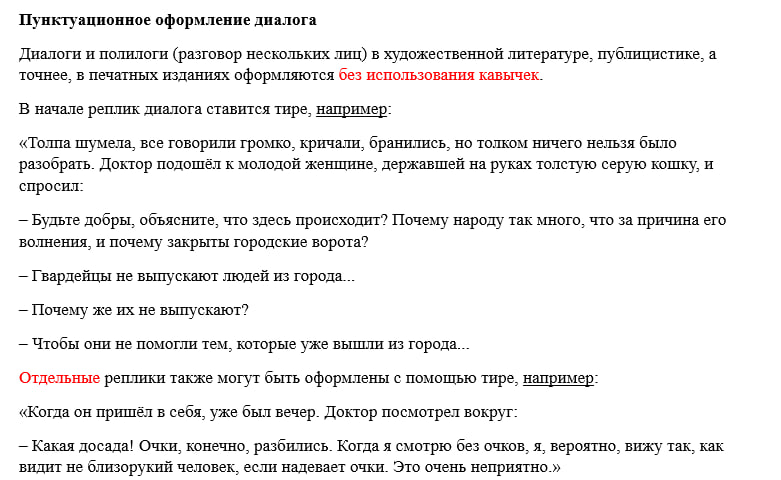 Пунктуационное оформление диалога
Диалоги и полилоги (разговор нескольких лиц) в художественной литературе, публицистике, а
точнее, в печатных изданиях оформляются без использования кавычек.
В начале реплик диалога ставится тире, например:
«Толпа шумела, все говорили громко, кричали, бранились, но толком ничего нельзя было
разобрать. Доктор подошёл к молодой женщине, державшей на руках толстую серую кошку, и
спросил:
– Будьте добры, объясните, что здесь происходит? Почему народу так много, что за причина его
волнения, и почему закрыты городские ворота?
– Гвардейцы не выпускают людей из города...
– Почему же их не выпускают?
– Чтобы они не помогли тем, которые уже вышли из города...
Отдельные реплики также могут быть оформлены с помощью тире, например:
«Когда он пришёл в себя, уже был вечер. Доктор посмотрел вокруг:
– Какая досада! Очки, конечно, разбились. Когда я смотрю без очков, я, вероятно, вижу так, как
видит не близорукий человек, если надевает очки. Это очень неприятно.»